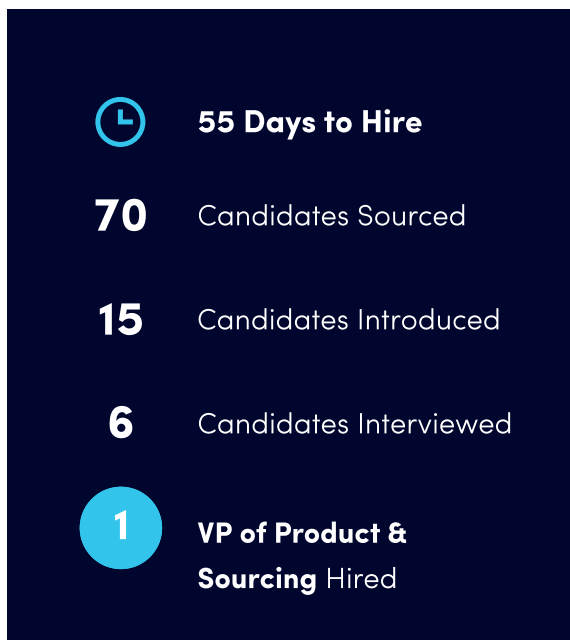 55 Days to Hire
70 Candidates Sourced
15 Candidates Introduced
6 Candidates Interviewed
1 VP of Product &
Sourcing Hired